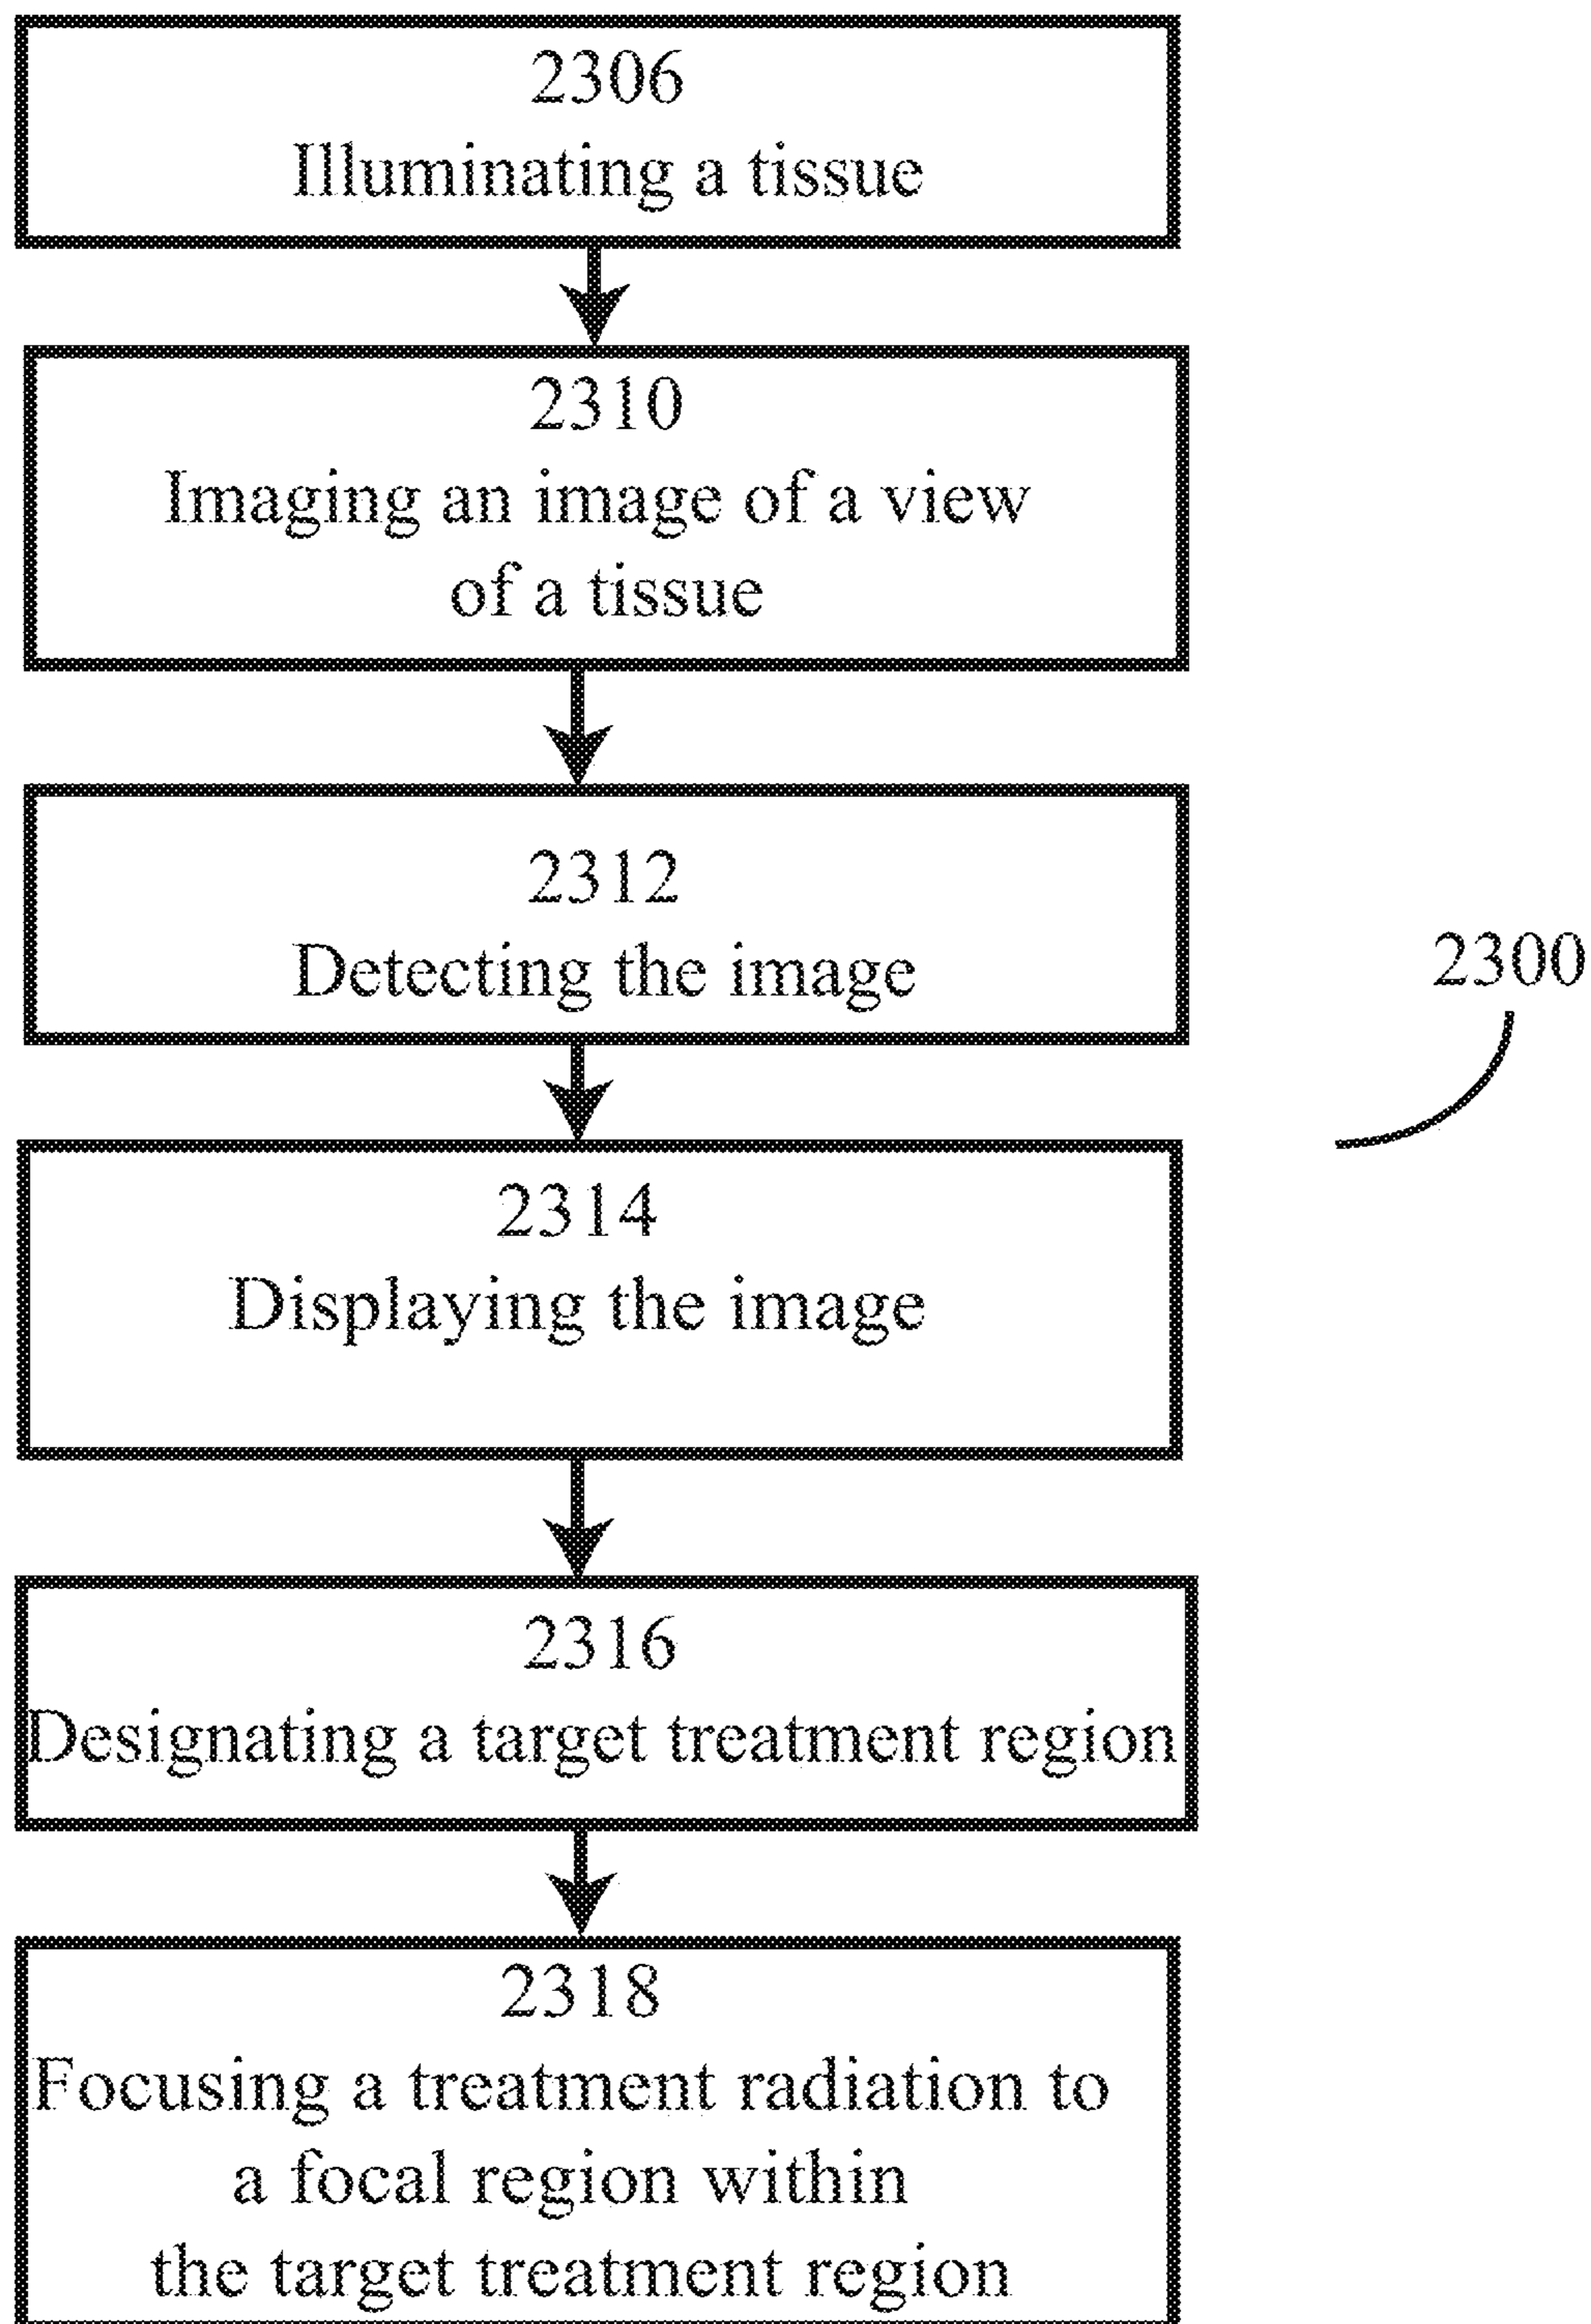 2306
Illuminating a tissue
2310
Imaging an image of a view
of a tissue
2312
Detecting the image
2300
2314
Displaying the image
2316
Designating a target treatment region
2318
Focusing a treatment radiation to
a focal region within
the target treatment region